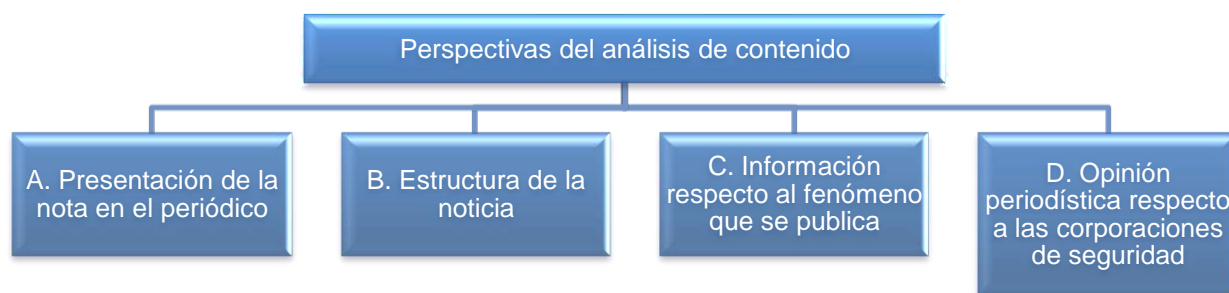 Perspectivas del análisis de contenido
A. Presentación de la
nota en el periódico
B. Estructura de la
noticia
C. Información
respecto al fenómeno
que se publica
D. Opinión
periodística respecto
a las corporaciones
de seguridad